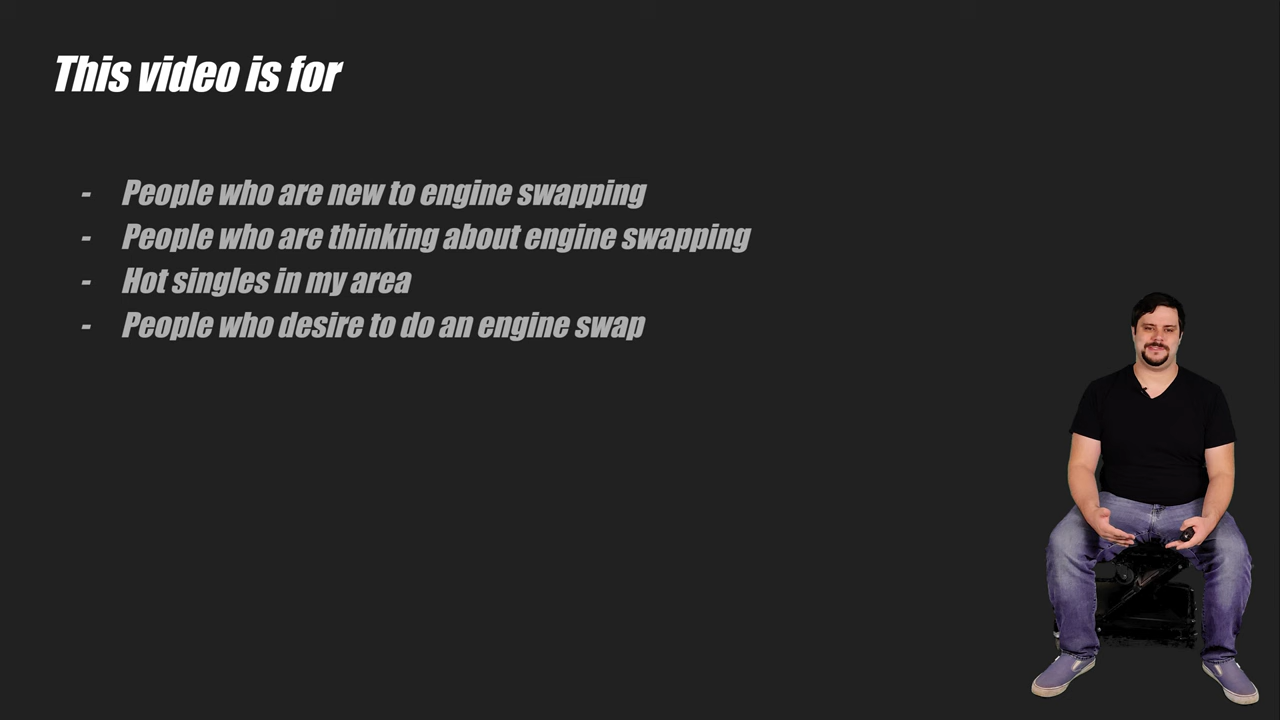 This video is for
- People who are new to engine swapping
- People who are thinking about engine swapping
- Hot singles in my area
- People who desire to do an engine swap